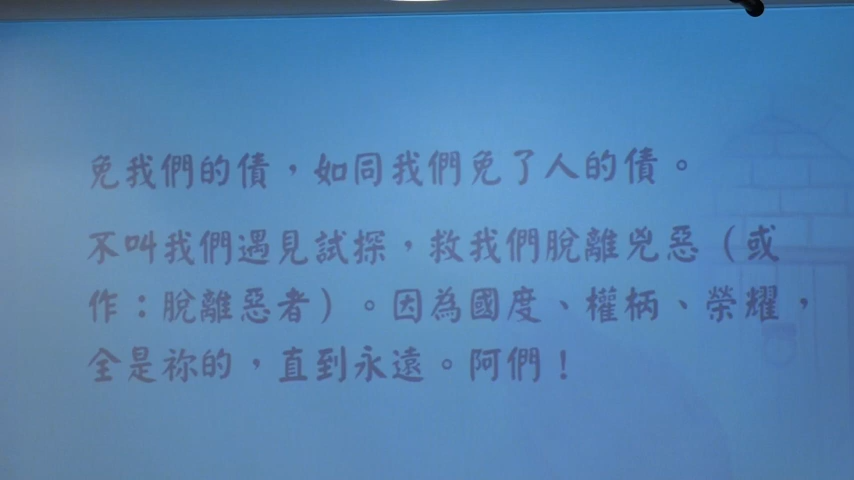 免我們的債，如同我們免了人的債。
不叫我們遇見試探，救我們脫離兇惡（或
作：脫離惡者）。因為國度、權柄、榮耀，
全是祢的，直到永遠。阿們！